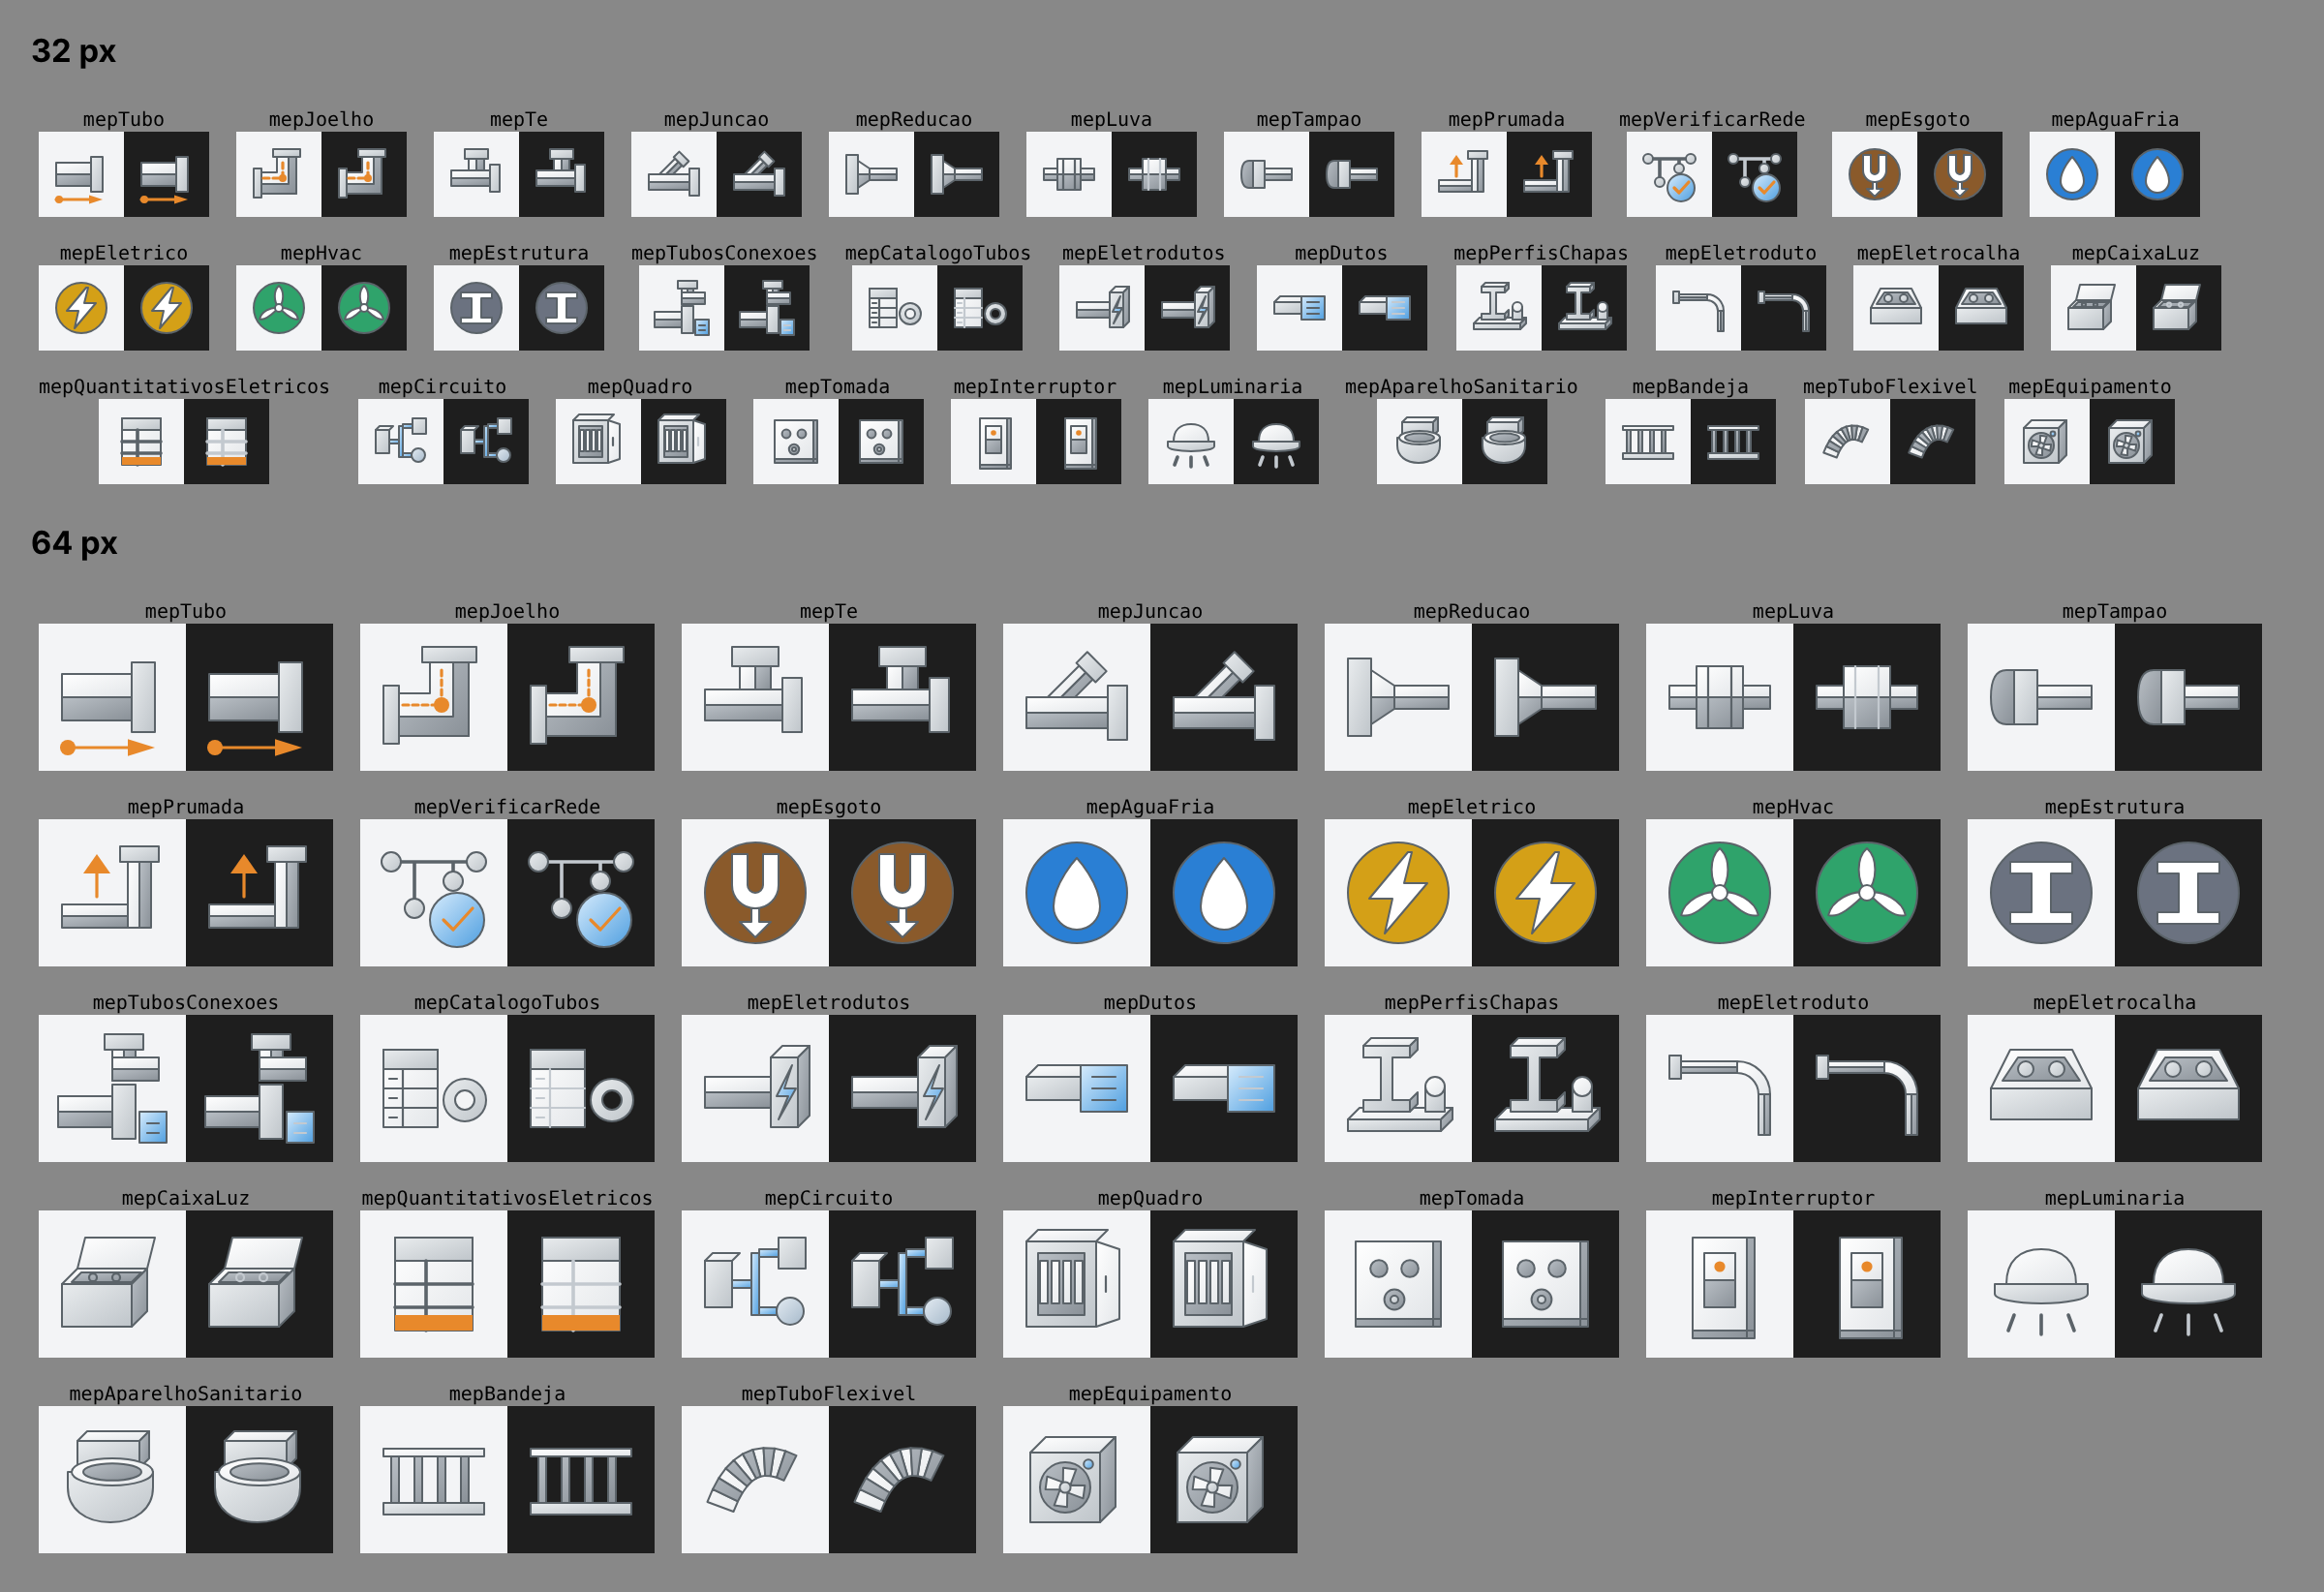 32 px
mepTubo mepJoelho mepTe mepJuncao mepReducao mepLuva mepTampao mepPrumada mepVerificarRede mepEsgoto mepAguaFria
mepEletrico mepHvac mepEstrutura mepTubosConexoes mepCatalogoTubos mepEletrodutos mepDutos mepPerfisChapas mepEletroduto mepEletrocalha mepCaixaLuz
mepQuantitativosEletricos mepCircuito mepQuadro mepTomada mepInterruptor mepLuminaria mepAparelhoSanitario mepBandeja mepTuboFlexivel mepEquipamento
64 px
mepTubo mepJoelho mepTe mepJuncao mepReducao mepLuva mepTampao
mepPrumada mepVerificarRede mepEsgoto mepAguaFria mepEletrico mepHvac mepEstrutura
mepTubosConexoes mepCatalogoTubos mepEletrodutos mepDutos mepPerfisChapas mepEletroduto mepEletrocalha
mepCaixaLuz mepQuantitativosEletricos mepCircuito mepQuadro mepTomada mepInterruptor mepLuminaria
mepAparelhoSanitario mepBandeja mepTuboFlexivel mepEquipamento